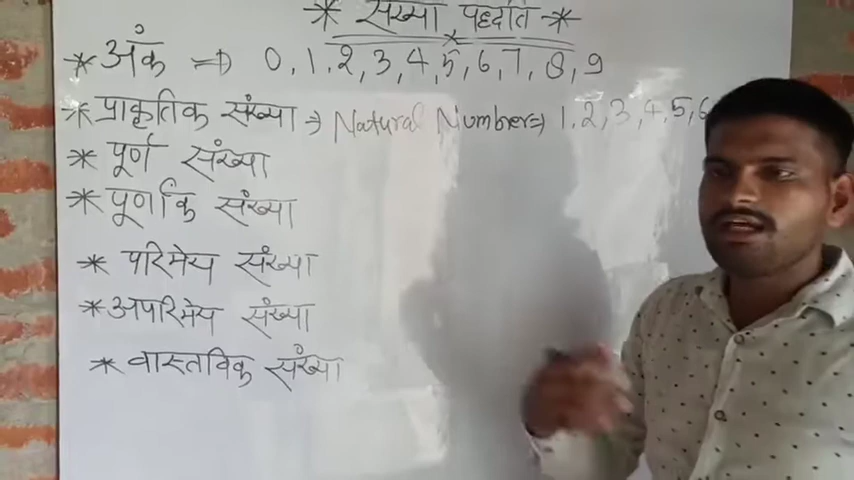 * संख्या पद्धति *
* अंक ⇒ 0, 1, 2, 3, 4, 5, 6, 7, 8, 9
* प्राकृतिक संख्या ⇒ Natural Number ⇒ 1, 2, 3, 4, 5, 6
* पूर्ण संख्या
* पूर्णांक संख्या
* परिमेय संख्या
* अपरिमेय संख्या
* वास्तविक संख्या